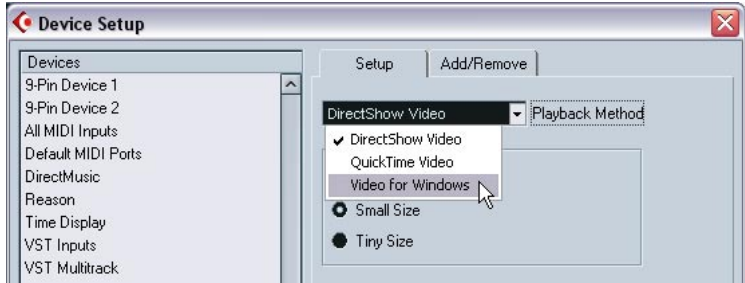 Device Setup
Devices
9-Pin Device 1
9-Pin Device 2
All MIDI Inputs
Default MIDI Ports
DirectMusic
Reason
Time Display
VST Inputs
VST Multitrack
Setup
Add/Remove
DirectShow Video
Playback Method
DirectShow Video
QuickTime Video
Video for Windows
Small Size
Tiny Size